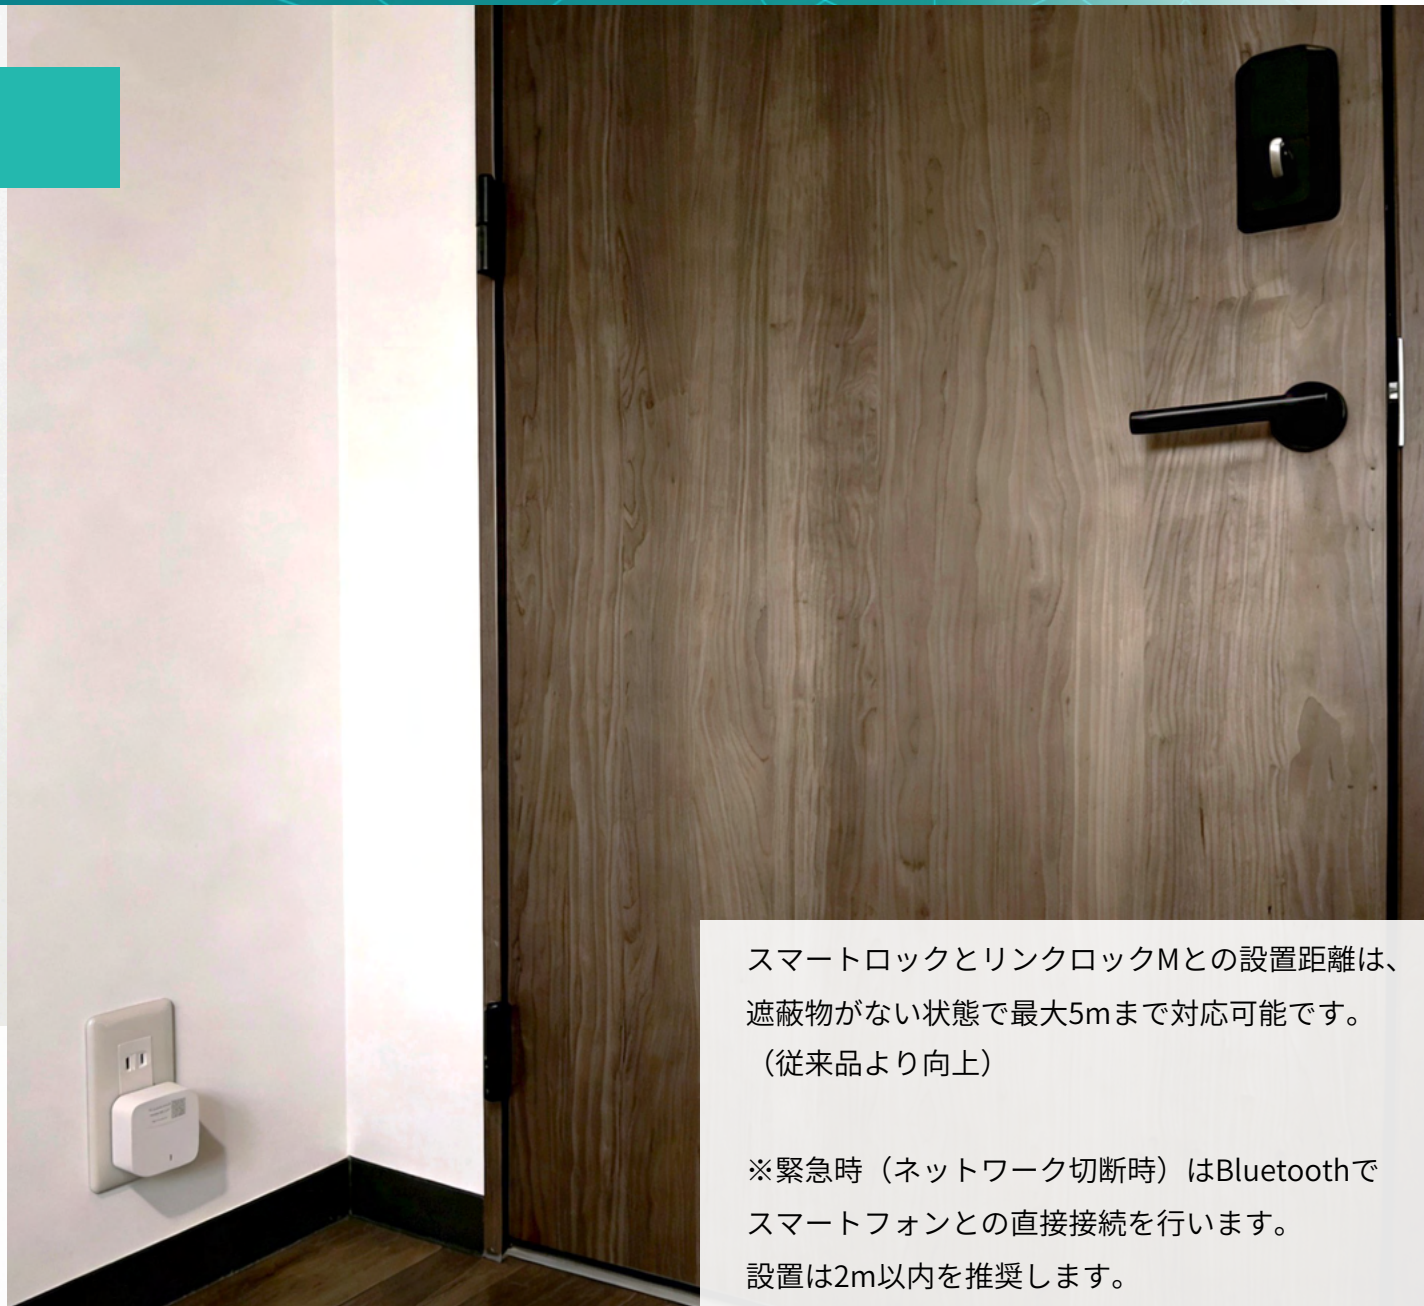 スマートロックとリンクロックMとの設置距離は、
遮蔽物がない状態で最大5mまで対応可能です。
（従来品より向上）
※緊急時（ネットワーク切断時）はBluetoothで
スマートフォンとの直接接続を行います。
設置は2m以内を推奨します。